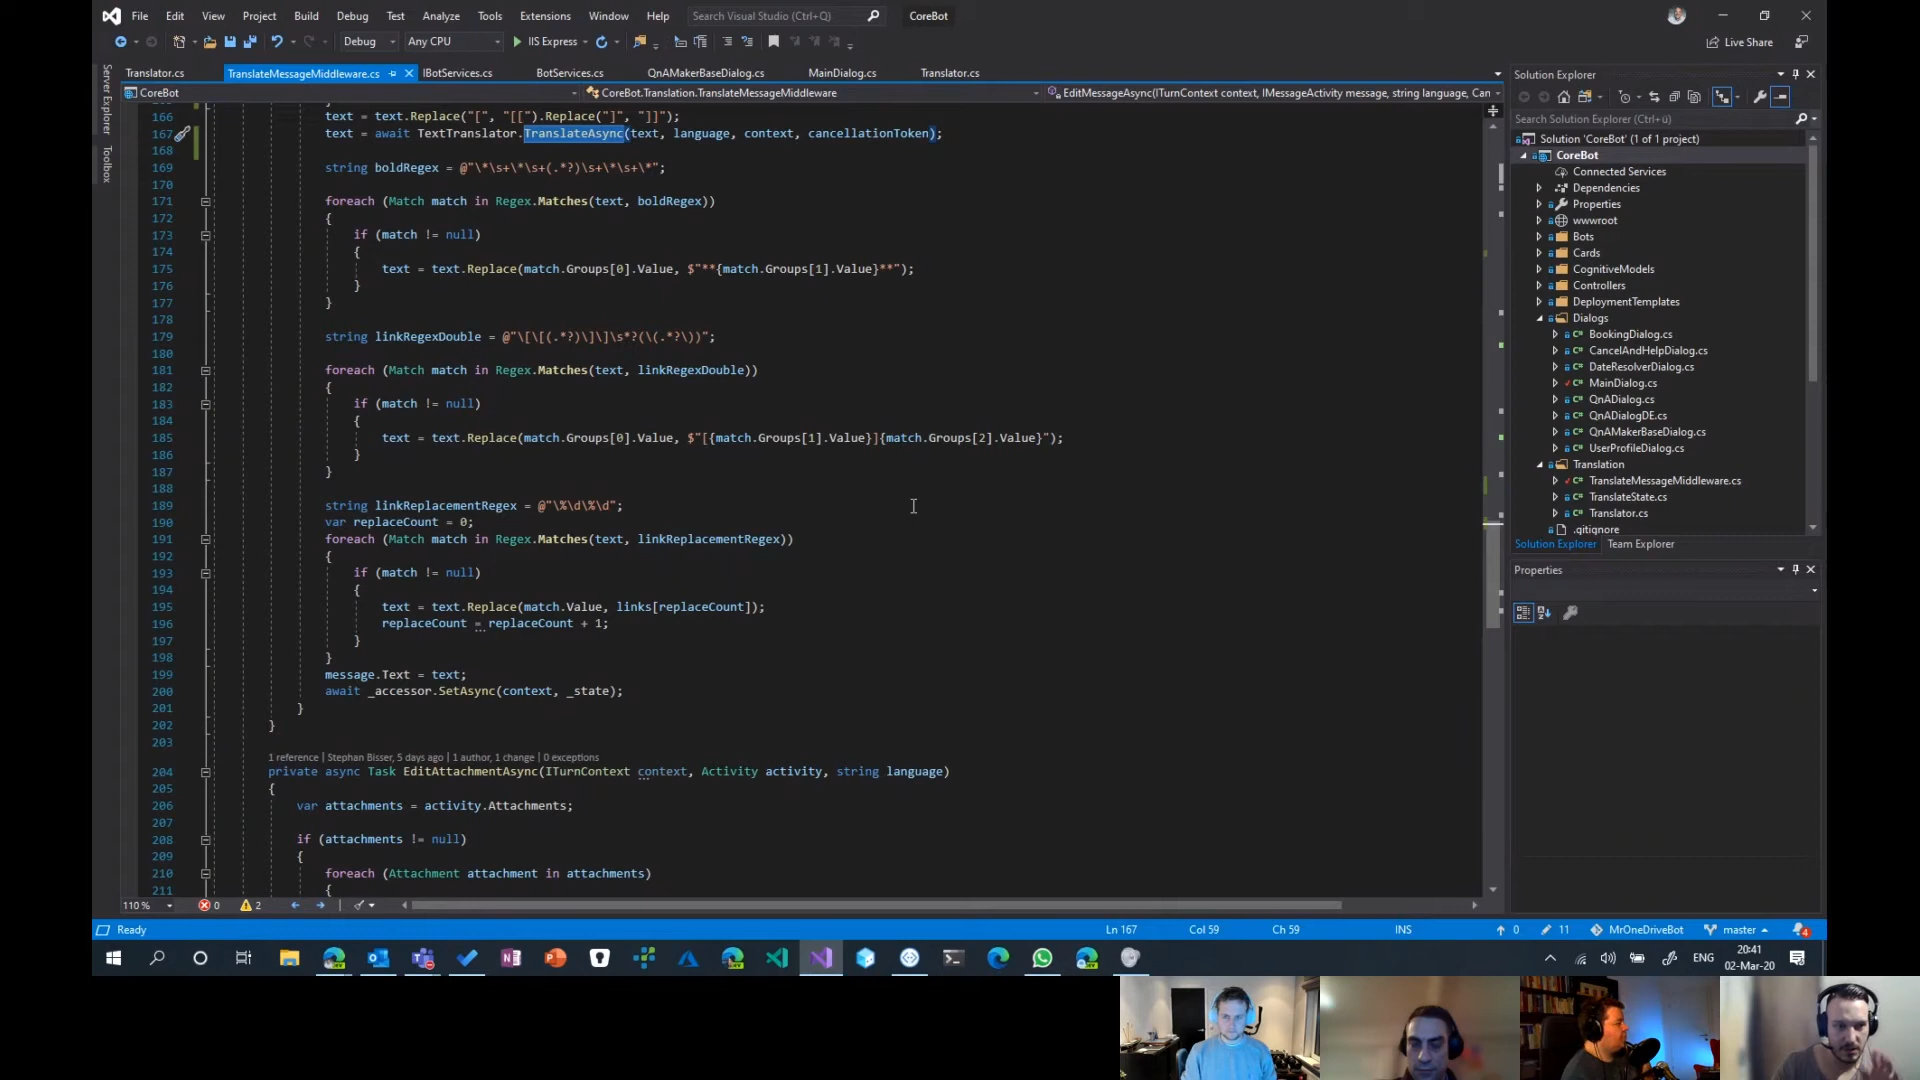 File Edit View Project Build Debug Test Analyze Tools Extensions Window Help Search Visual Studio (Ctrl+Q) CoreBot
Debug Any CPU IIS Express Live Share
Server Explorer
Toolbox
Translator.cs TranslateMessageMiddleware.cs IBotServices.cs BotServices.cs QnAMakerBaseDialog.cs MainDialog.cs Translator.cs
CoreBot CoreBot.Translation.TranslateMessageMiddleware EditMessageAsync(ITurnContext context, IMessageActivity message, string language, Can
166 text = text.Replace("[", "[[").Replace("]", "]]");
167 text = await TextTranslator.TranslateAsync(text, language, context, cancellationToken);
168
169 string boldRegex = @"\*\s+\*\s+(.*?)\s+\*\s+\*";
170
171 foreach (Match match in Regex.Matches(text, boldRegex))
172 {
173 if (match != null)
174 {
175 text = text.Replace(match.Groups[0].Value, $"**{match.Groups[1].Value}**");
176 }
177 }
178
179 string linkRegexDouble = @"\[\[(.*?)\]\]\s*?(\(.*?\))";
180
181 foreach (Match match in Regex.Matches(text, linkRegexDouble))
182 {
183 if (match != null)
184 {
185 text = text.Replace(match.Groups[0].Value, $"[{match.Groups[1].Value}]{match.Groups[2].Value}");
186 }
187 }
188
189 string linkReplacementRegex = @"\%\d\%\d";
190 var replaceCount = 0;
191 foreach (Match match in Regex.Matches(text, linkReplacementRegex))
192 {
193 if (match != null)
194 {
195 text = text.Replace(match.Value, links[replaceCount]);
196 replaceCount = replaceCount + 1;
197 }
198 }
199 message.Text = text;
200 await _accessor.SetAsync(context, _state);
201 }
202 }
203
1 reference | Stephan Bisser, 5 days ago | 1 author, 1 change | 0 exceptions
204 private async Task EditAttachmentAsync(ITurnContext context, Activity activity, string language)
205 {
206 var attachments = activity.Attachments;
207
208 if (attachments != null)
209 {
210 foreach (Attachment attachment in attachments)
211 {
110 % 0 2
Solution Explorer
Search Solution Explorer (Ctrl+ü)
Solution 'CoreBot' (1 of 1 project)
CoreBot
Connected Services
Dependencies
Properties
wwwroot
Bots
Cards
CognitiveModels
Controllers
DeploymentTemplates
Dialogs
BookingDialog.cs
CancelAndHelpDialog.cs
DateResolverDialog.cs
MainDialog.cs
QnADialog.cs
QnADialogDE.cs
QnAMakerBaseDialog.cs
UserProfileDialog.cs
Translation
TranslateMessageMiddleware.cs
TranslateState.cs
Translator.cs
.gitignore
Solution Explorer Team Explorer
Properties
Ready Ln 167 Col 59 Ch 59 INS 0 11 MrOneDriveBot master 4
ENG 20:41
02-Mar-20